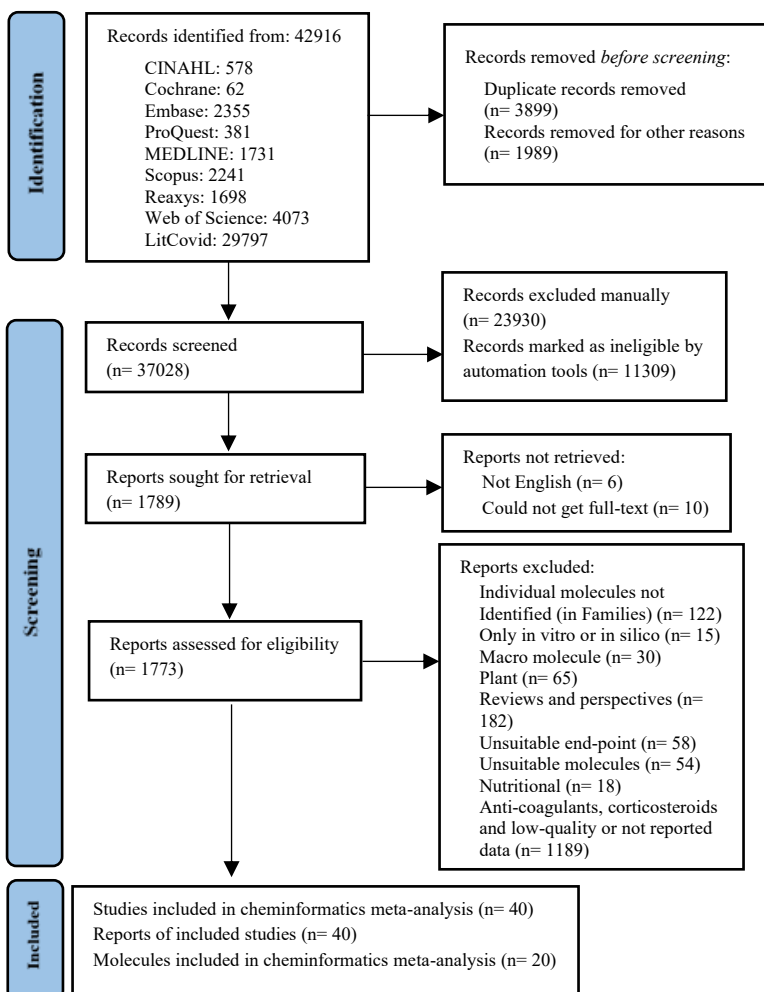 Identification
Records identified from: 42916
CINAHL: 578
Cochrane: 62
Embase: 2355
ProQuest: 381
MEDLINE: 1731
Scopus: 2241
Reaxys: 1698
Web of Science: 4073
LitCovid: 29797
Records removed before screening:
Duplicate records removed
(n= 3899)
Records removed for other reasons
(n= 1989)
Screening
Records screened
(n= 37028)
Records excluded manually
(n= 23930)
Records marked as ineligible by
automation tools (n= 11309)
Reports sought for retrieval
(n= 1789)
Reports not retrieved:
Not English (n= 6)
Could not get full-text (n= 10)
Reports assessed for eligibility
(n= 1773)
Reports excluded:
Individual molecules not
Identified (in Families) (n= 122)
Only in vitro or in silico (n= 15)
Macro molecule (n= 30)
Plant (n= 65)
Reviews and perspectives (n=
182)
Unsuitable end-point (n= 58)
Unsuitable molecules (n= 54)
Nutritional (n= 18)
Anti-coagulants, corticosteroids
and low-quality or not reported
data (n= 1189)
Included
Studies included in cheminformatics meta-analysis (n= 40)
Reports of included studies (n= 40)
Molecules included in cheminformatics meta-analysis (n= 20)